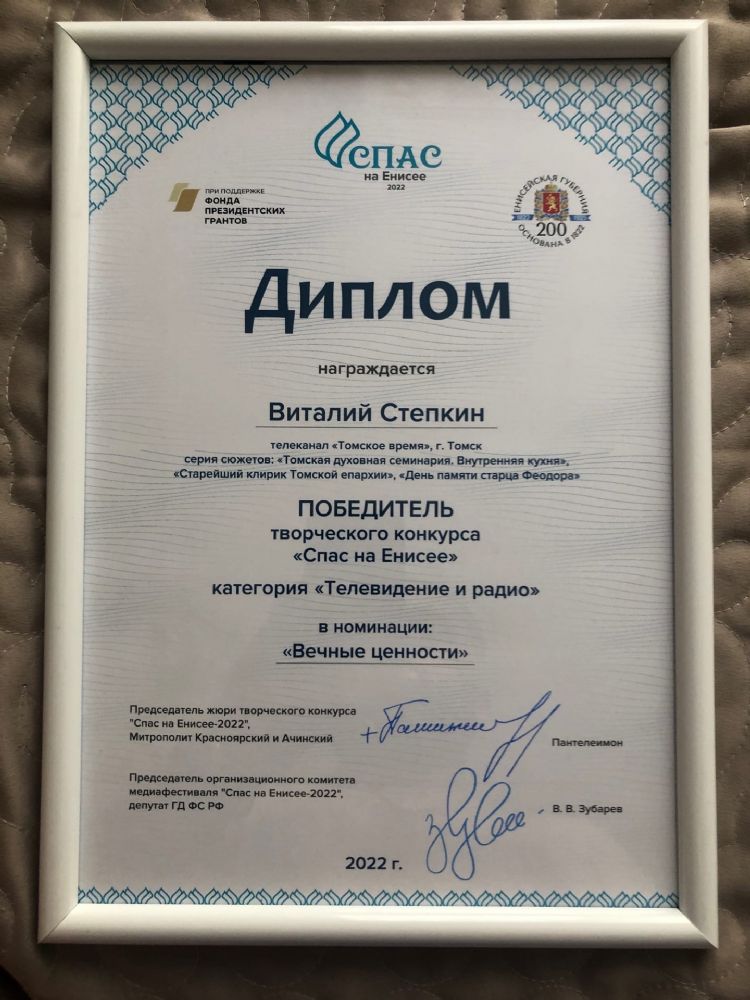 СПАС
на Енисее
2022
ПРИ ПОДДЕРЖКЕ
ФОНДА
ПРЕЗИДЕНТСКИХ
ГРАНТОВ
ЕНИСЕЙСКАЯ ГУБЕРНИЯ
1822
200
ОСНОВАНА В 1822
Диплом
награждается
Виталий Степкин
телеканал «Томское время», г. Томск
серия сюжетов: «Томская духовная семинария. Внутренняя кухня»,
«Старейший клирик Томской епархии», «День памяти старца Феодора»
ПОБЕДИТЕЛЬ
творческого конкурса
«Спас на Енисее»
категория «Телевидение и радио»
в номинации:
«Вечные ценности»
Председатель жюри творческого конкурса
"Спас на Енисее-2022",
Митрополит Красноярский и Ачинский
Пантелеимон
Председатель организационного комитета
медиафестиваля "Спас на Енисее-2022",
депутат ГД ФС РФ
В. В. Зубарев
2022 г.